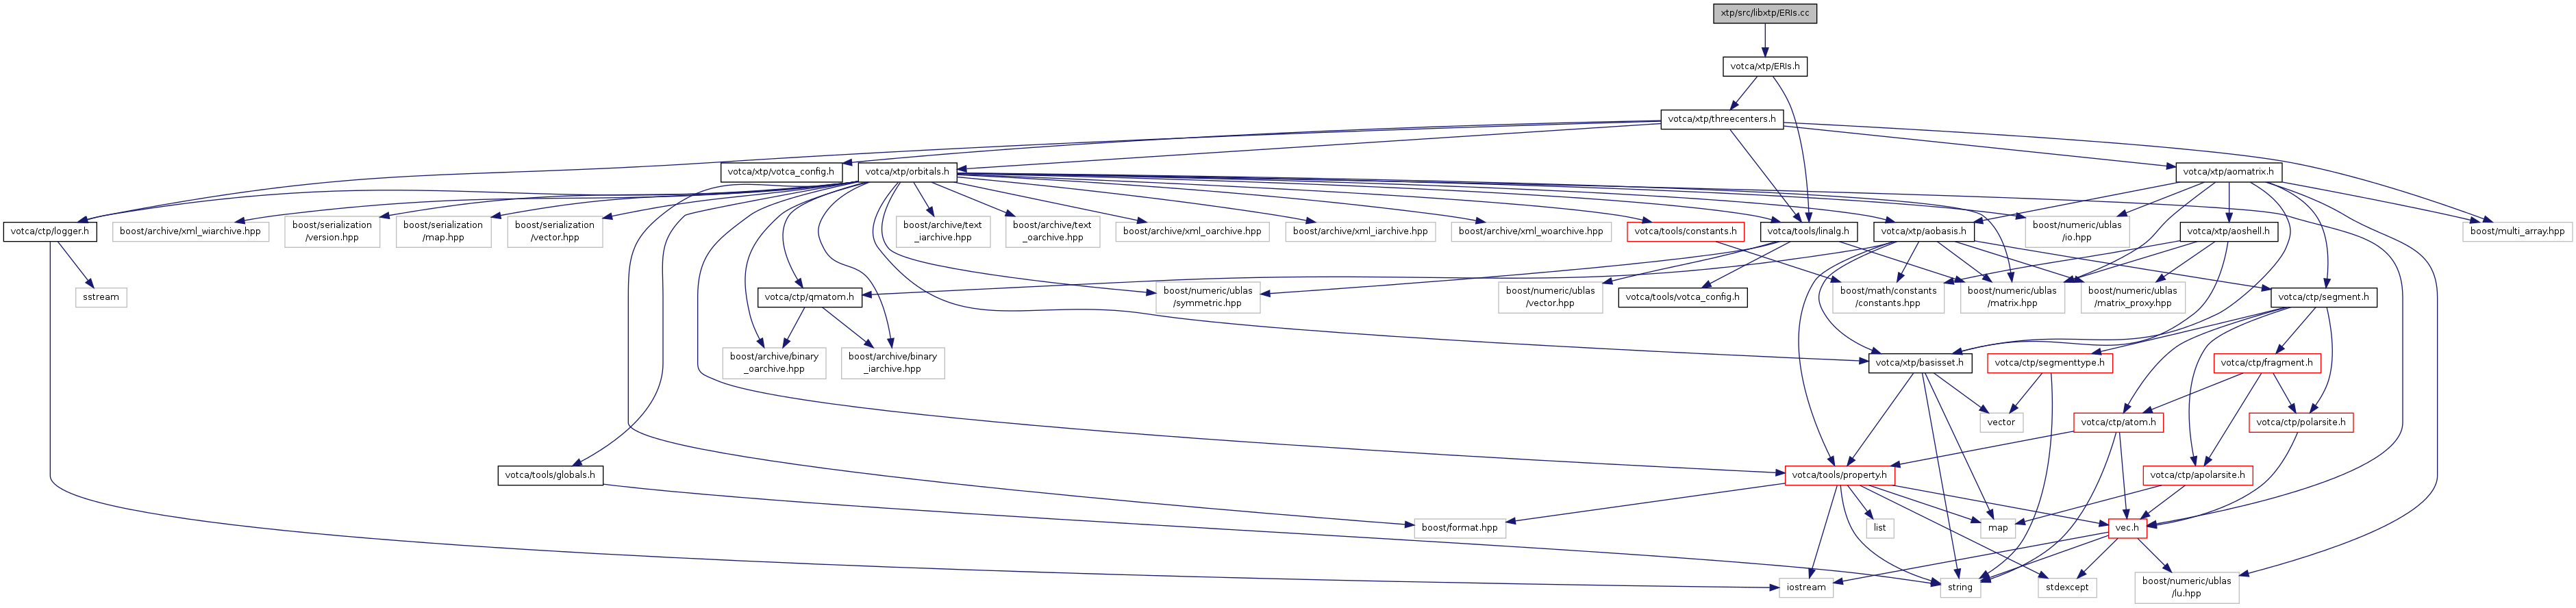 xtp/src/libxtp/ERIs.cc
votca/xtp/ERIs.h
votca/xtp/threecenters.h
votca/xtp/votca_config.h
votca/xtp/orbitals.h
votca/xtp/aomatrix.h
votca/ctp/logger.h
boost/archive/xml_wiarchive.hpp
boost/serialization
/version.hpp
boost/serialization
/map.hpp
boost/serialization
/vector.hpp
boost/archive/text
_iarchive.hpp
boost/archive/text
_oarchive.hpp
boost/archive/xml_oarchive.hpp
boost/archive/xml_iarchive.hpp
boost/archive/xml_woarchive.hpp
votca/tools/constants.h
votca/tools/linalg.h
votca/xtp/aobasis.h
boost/numeric/ublas
/io.hpp
votca/xtp/aoshell.h
boost/multi_array.hpp
sstream
votca/ctp/qmatom.h
boost/numeric/ublas
/symmetric.hpp
boost/numeric/ublas
/vector.hpp
votca/tools/votca_config.h
boost/math/constants
/constants.hpp
boost/numeric/ublas
/matrix.hpp
boost/numeric/ublas
/matrix_proxy.hpp
votca/ctp/segment.h
boost/archive/binary
_oarchive.hpp
boost/archive/binary
_iarchive.hpp
votca/xtp/basisset.h
votca/ctp/segmenttype.h
votca/ctp/fragment.h
vector
votca/ctp/atom.h
votca/ctp/polarsite.h
votca/tools/globals.h
votca/tools/property.h
votca/ctp/apolarsite.h
boost/format.hpp
list
map
vec.h
iostream
string
stdexcept
boost/numeric/ublas
/lu.hpp